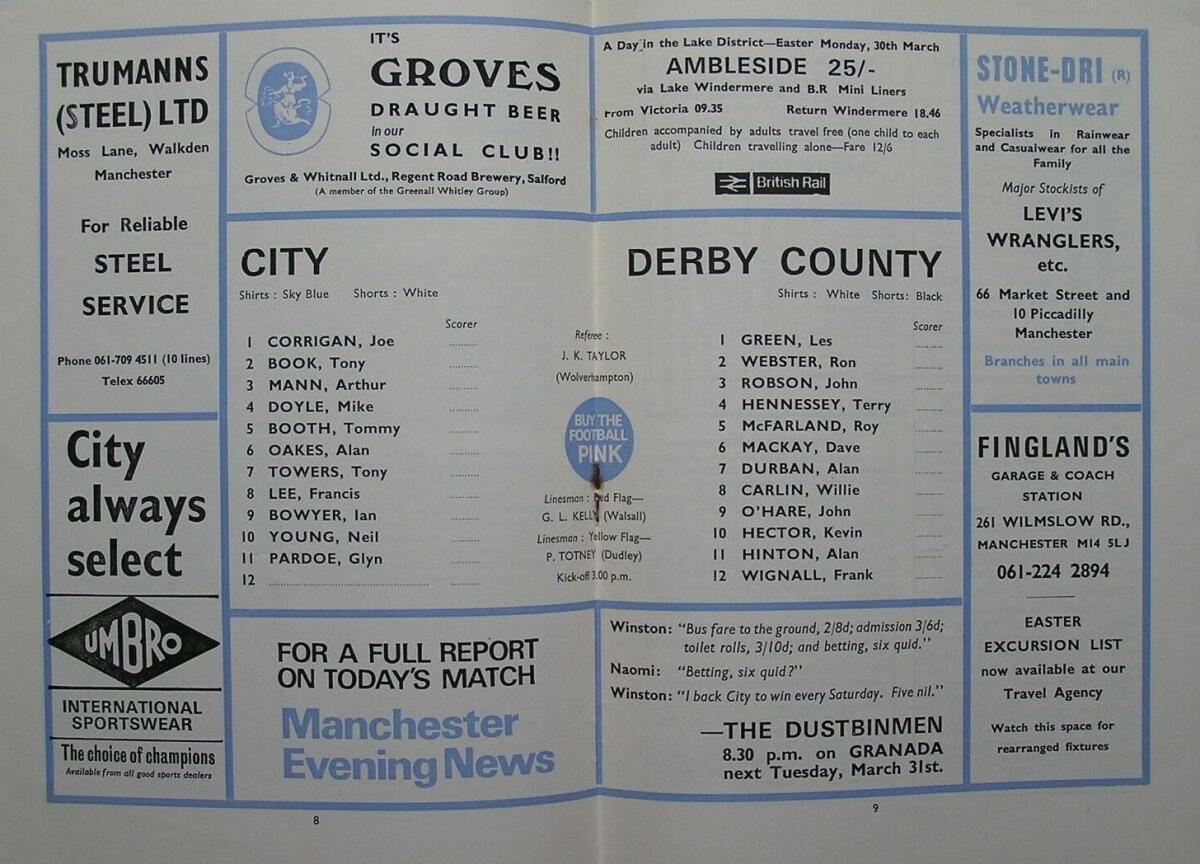 TRUMANNS
(STEEL) LTD
Moss Lane, Walkden
Manchester
For Reliable
STEEL
SERVICE
Phone 061-709 4511 (10 lines)
Telex 66605
City
always
select
UMBRO
INTERNATIONAL
SPORTSWEAR
The choice of champions
Available from all good sports dealers
IT'S
GROVES
DRAUGHT BEER
in our
SOCIAL CLUB!!
Groves & Whitnall Ltd., Regent Road Brewery, Salford
(A member of the Greenall Whitley Group)
A Day in the Lake District—Easter Monday, 30th March
AMBLESIDE 25/-
via Lake Windermere and B.R Mini Liners
From Victoria 09.35 Return Windermere 18.46
Children accompanied by adults travel free (one child to each
adult) Children travelling alone—Fare 12/6
British Rail
CITY
Shirts : Sky Blue Shorts : White
Scorer
1 CORRIGAN, Joe ..........
2 BOOK, Tony ..........
3 MANN, Arthur ..........
4 DOYLE, Mike ..........
5 BOOTH, Tommy ..........
6 OAKES, Alan ..........
7 TOWERS, Tony ..........
8 LEE, Francis ..........
9 BOWYER, Ian ..........
10 YOUNG, Neil ..........
11 PARDOE, Glyn ..........
12 .......................... ..........
Referee :
J. K. TAYLOR
(Wolverhampton)
BUY THE
FOOTBALL
PINK
Linesman : Red Flag—
G. L. KELLY (Walsall)
Linesman : Yellow Flag—
P. TOTNEY (Dudley)
Kick-off 3.00 p.m.
DERBY COUNTY
Shirts : White Shorts: Black
Scorer
1 GREEN, Les ..........
2 WEBSTER, Ron ..........
3 ROBSON, John ..........
4 HENNESSEY, Terry ..........
5 McFARLAND, Roy ..........
6 MACKAY, Dave ..........
7 DURBAN, Alan ..........
8 CARLIN, Willie ..........
9 O'HARE, John ..........
10 HECTOR, Kevin ..........
11 HINTON, Alan ..........
12 WIGNALL, Frank ..........
FOR A FULL REPORT
ON TODAY'S MATCH
Manchester
Evening News
Winston: "Bus fare to the ground, 2/8d; admission 3/6d;
toilet rolls, 3/10d; and betting, six quid."
Naomi: "Betting, six quid?"
Winston: "I back City to win every Saturday. Five nil."
—THE DUSTBINMEN
8.30 p.m. on GRANADA
next Tuesday, March 31st.
STONE-DRI (R)
Weatherwear
Specialists in Rainwear
and Casualwear for all the
Family
Major Stockists of
LEVI'S
WRANGLERS,
etc.
66 Market Street and
10 Piccadilly
Manchester
Branches in all main
towns
FINGLAND'S
GARAGE & COACH
STATION
261 WILMSLOW RD.,
MANCHESTER M14 5LJ
061-224 2894
EASTER
EXCURSION LIST
now available at our
Travel Agency
Watch this space for
rearranged fixtures
8
9